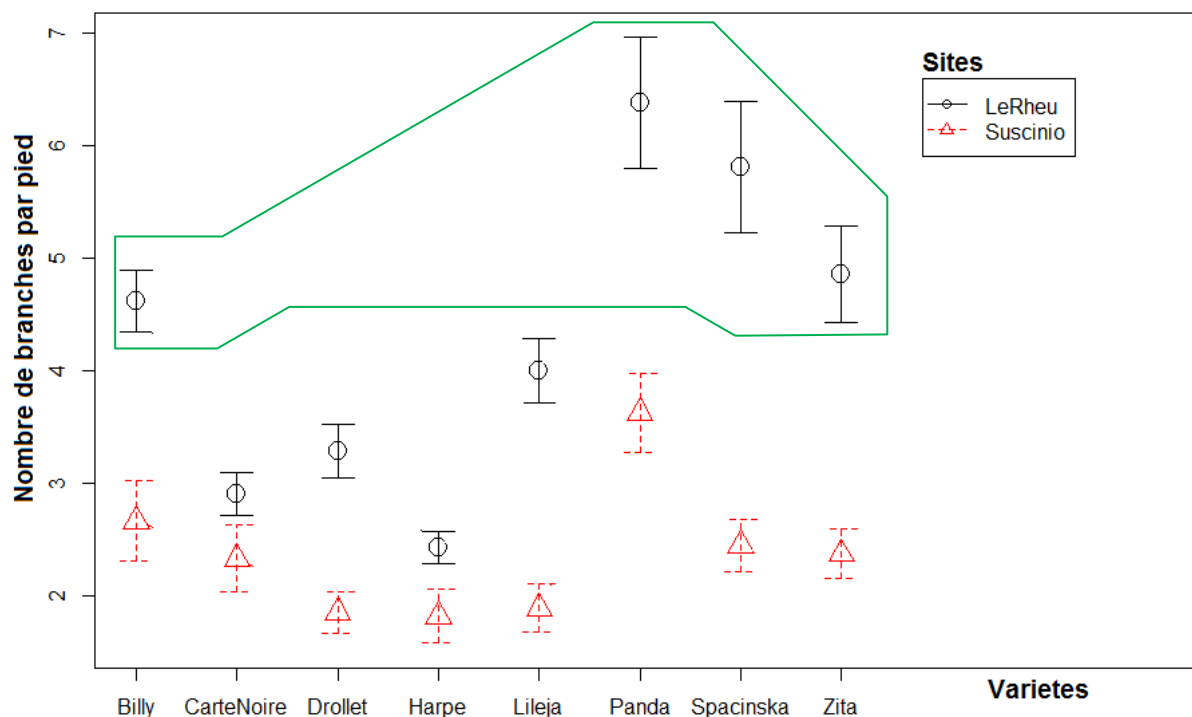 Nombre de branches par pied
7
6
5
4
3
2
Sites
LeRheu
Suscinio
Billy CarteNoire Drollet Harpe Lileja Panda Spacinska Zita
Varietes